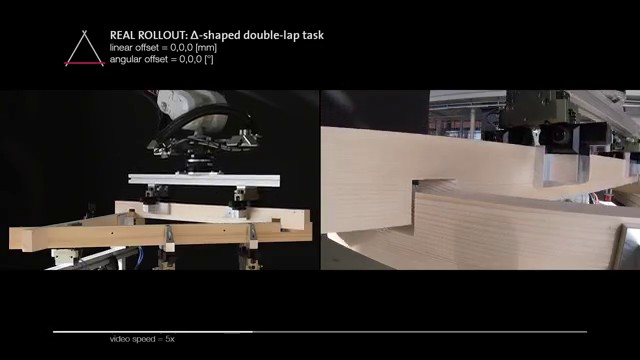 REAL ROLLOUT: Δ-shaped double-lap task
linear offset = 0,0,0 [mm]
angular offset = 0,0,0 [°]
video speed = 5x